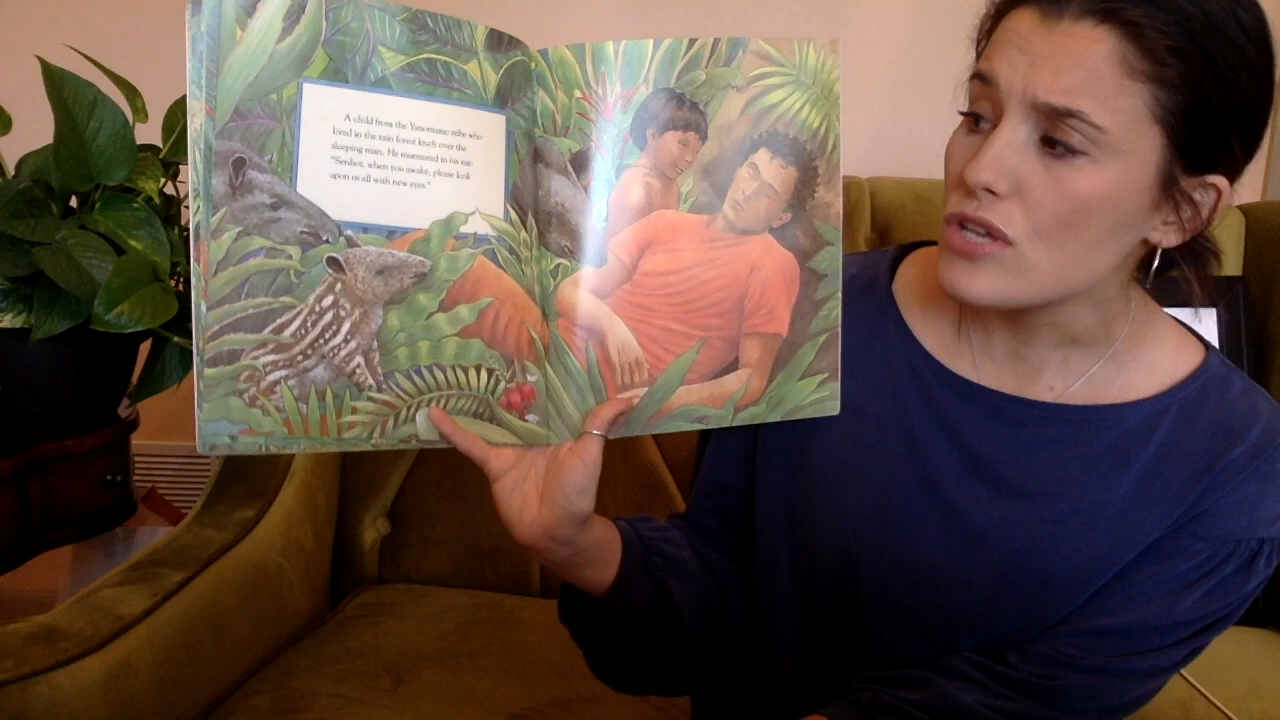 A child from the Yanomamo tribe who
lived in the rain forest knelt over the
sleeping man. He murmured in his ear:
"Senhor, when you awake, please look
upon us all with new eyes."